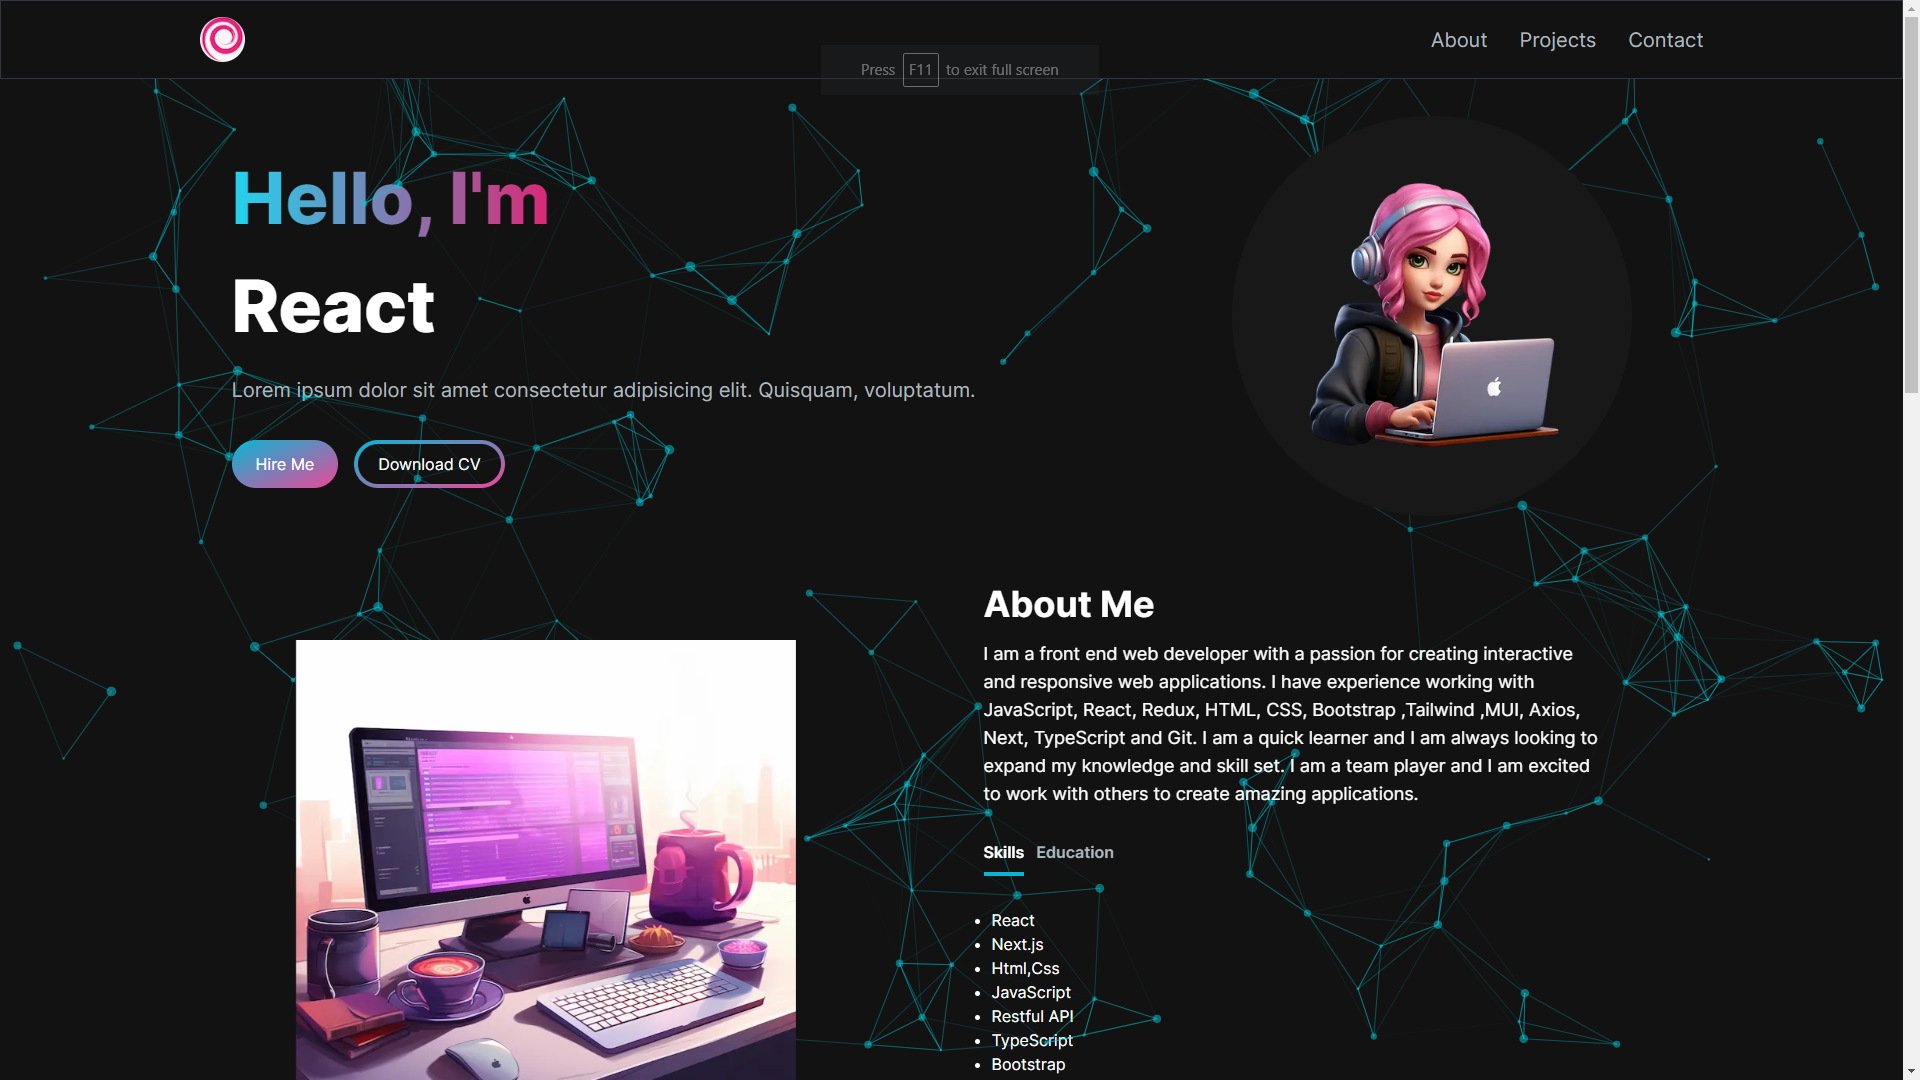 About Projects Contact
Press F11 to exit full screen
Hello, I'm
React
Lorem ipsum dolor sit amet consectetur adipisicing elit. Quisquam, voluptatum.
Hire Me Download CV
About Me
I am a front end web developer with a passion for creating interactive
and responsive web applications. I have experience working with
JavaScript, React, Redux, HTML, CSS, Bootstrap ,Tailwind ,MUI, Axios,
Next, TypeScript and Git. I am a quick learner and I am always looking to
expand my knowledge and skill set. I am a team player and I am excited
to work with others to create amazing applications.
Skills Education
• React
• Next.js
• Html,Css
• JavaScript
• Restful API
• TypeScript
• Bootstrap